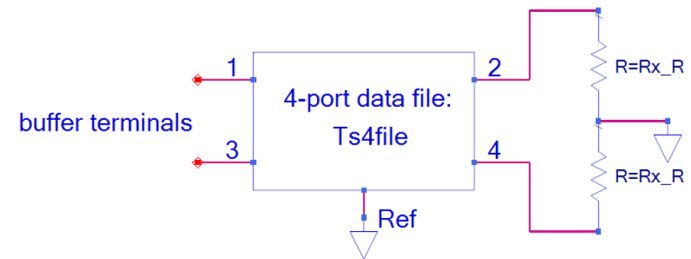 1
2
R=Rx_R
4-port data file:
buffer terminals
Ts4file
3
4
R=Rx_R
Ref